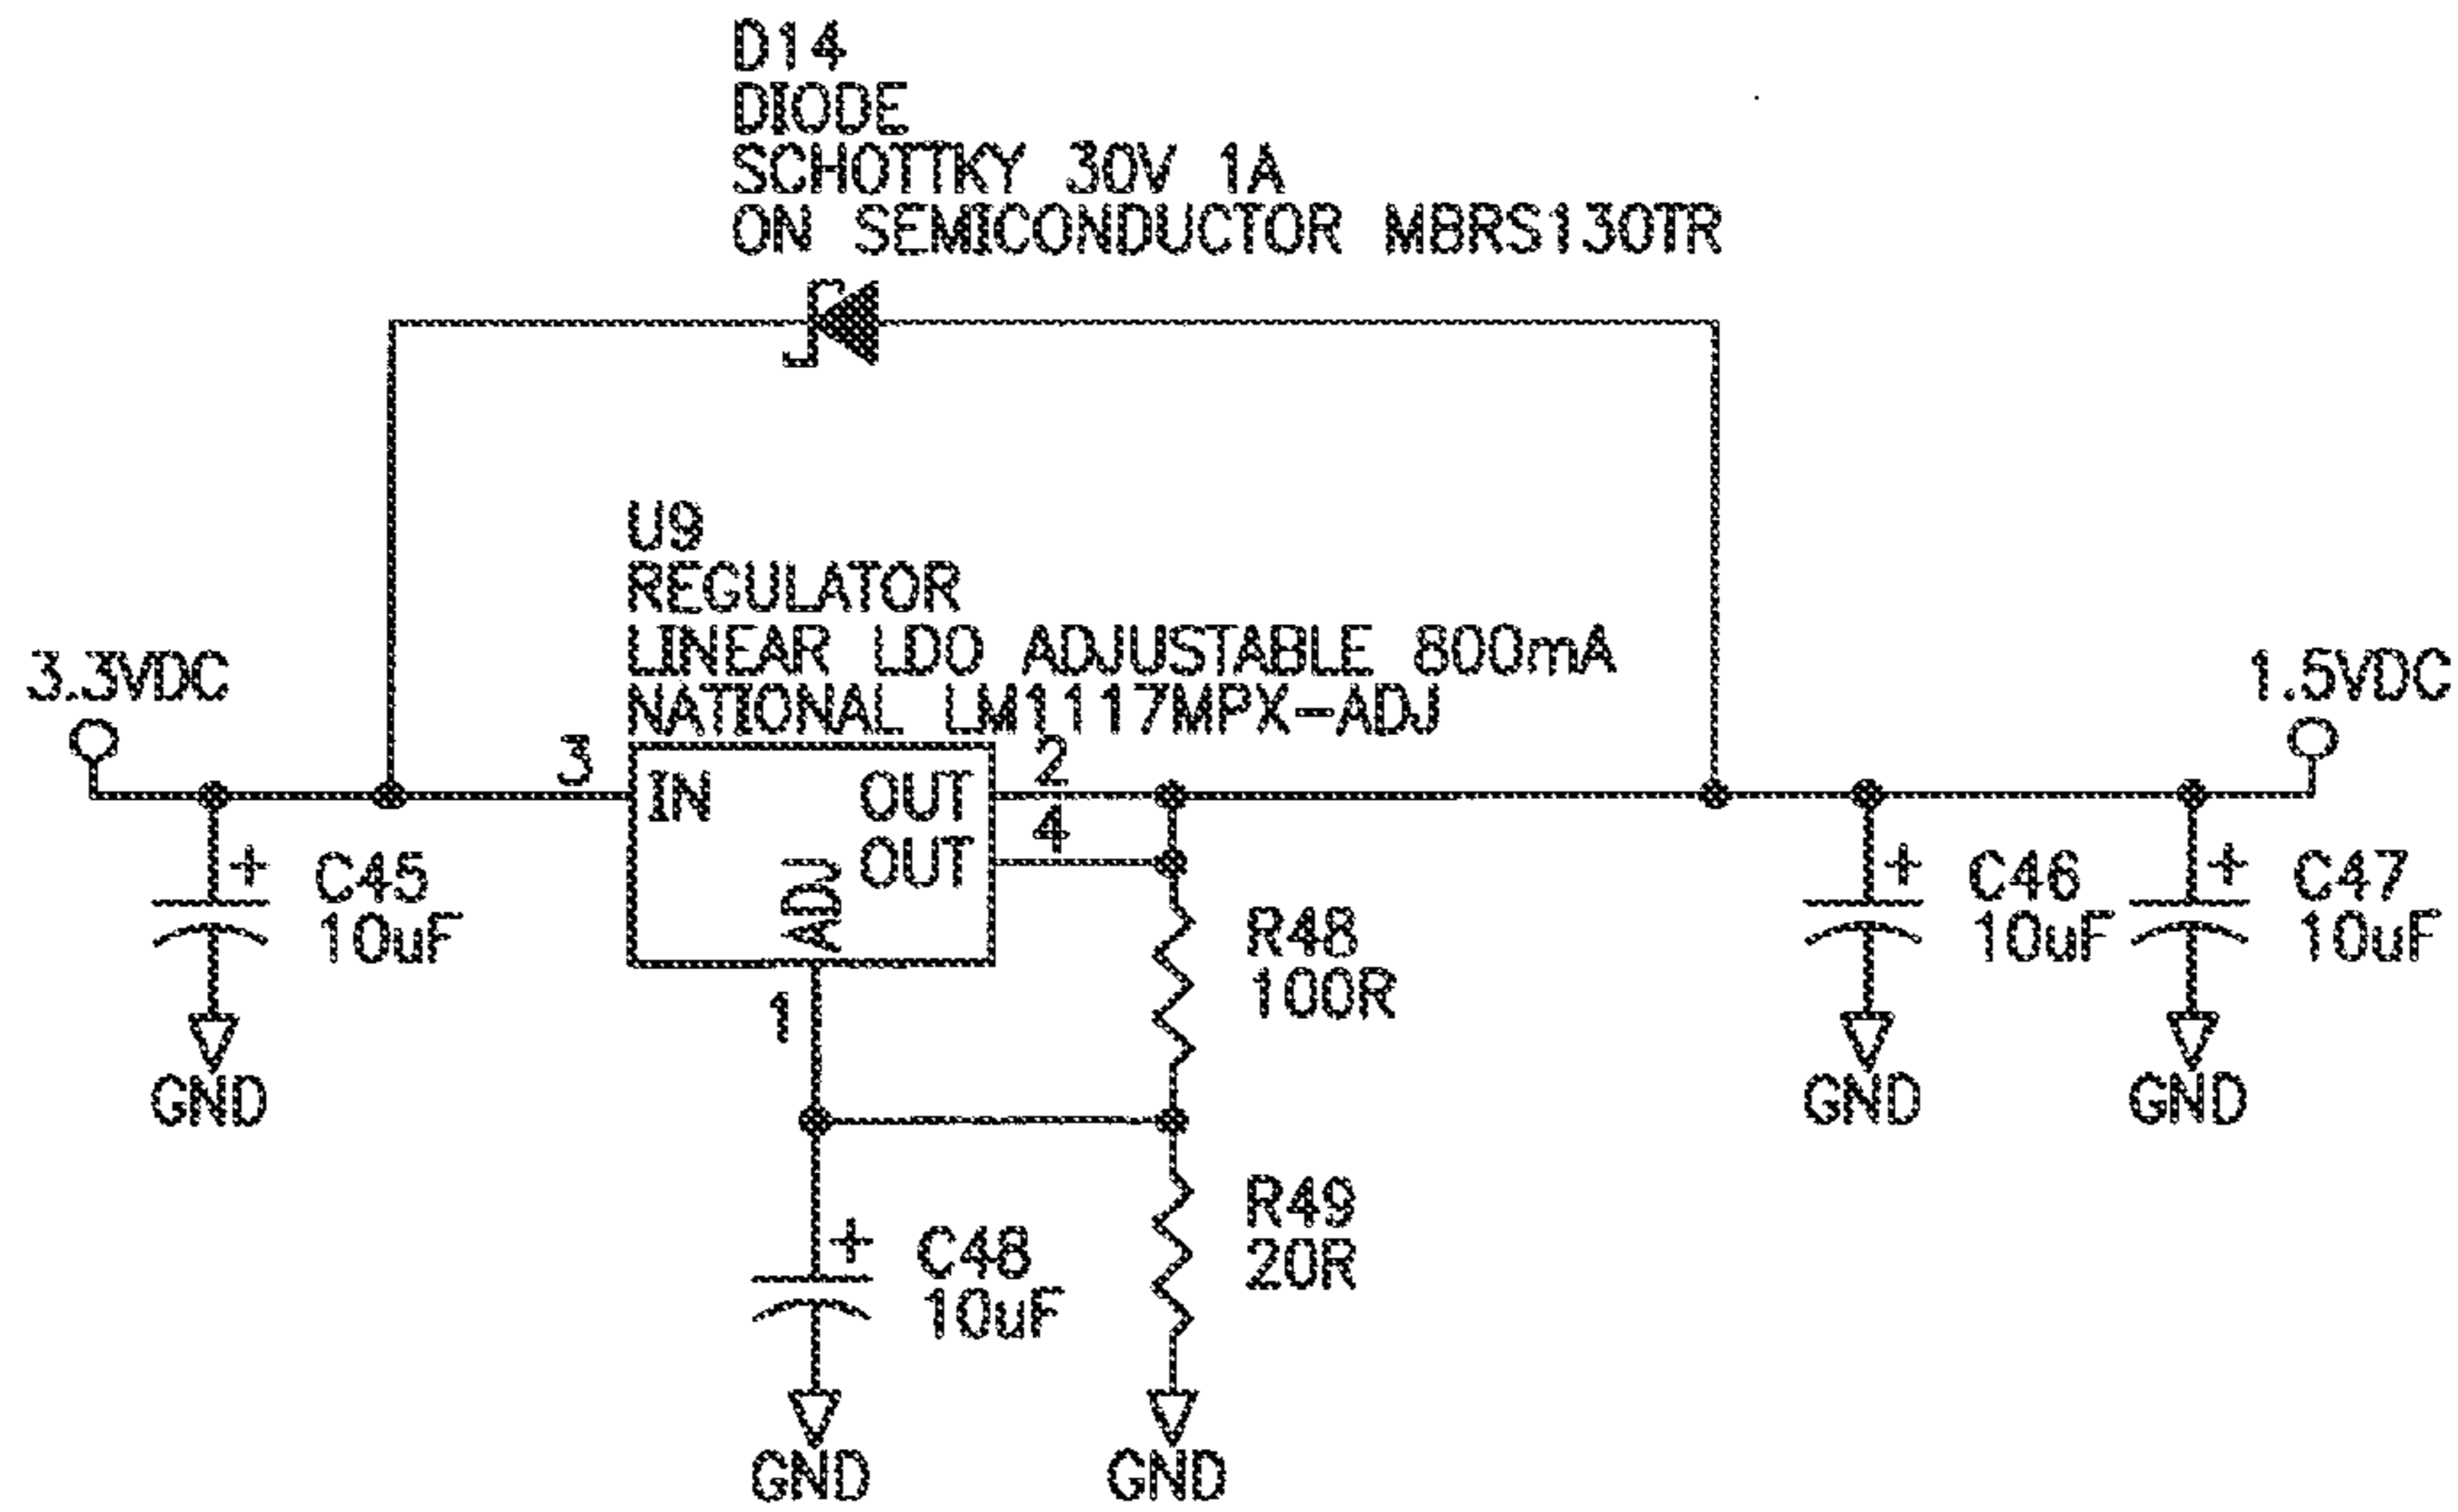 D14
DIODE
SCHOTTKY 30V 1A
ON SEMICONDUCTOR MBRS130TR
U9
REGULATOR
LINEAR LDO ADJUSTABLE 800mA
NATIONAL LM1117MPX-ADJ
3.3VDC
1.5VDC
3
2
IN
OUT
4
OUT
ADJ
1
C45
10uF
GND
R48
100R
C46
10uF
GND
C47
10uF
GND
C48
10uF
GND
R49
20R
GND